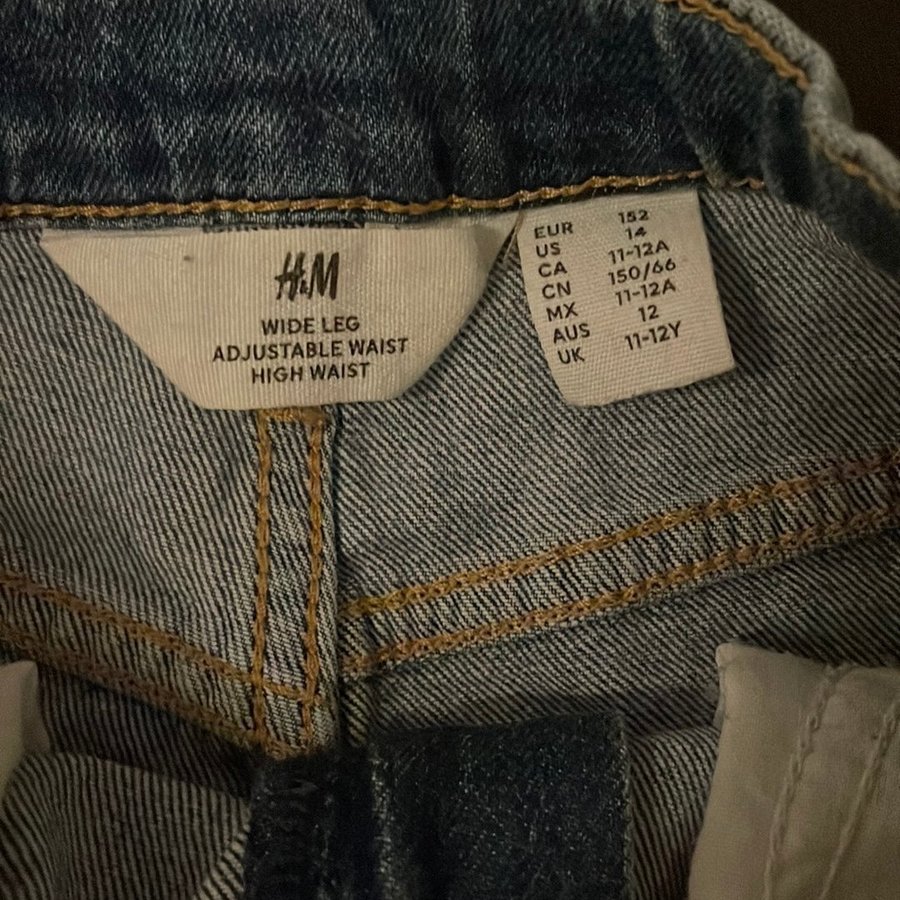 H&M
WIDE LEG
ADJUSTABLE WAIST
HIGH WAIST
EUR 152
US 14
CA 11-12A
CN 150/66
MX 11-12A
AUS 12
UK 11-12Y